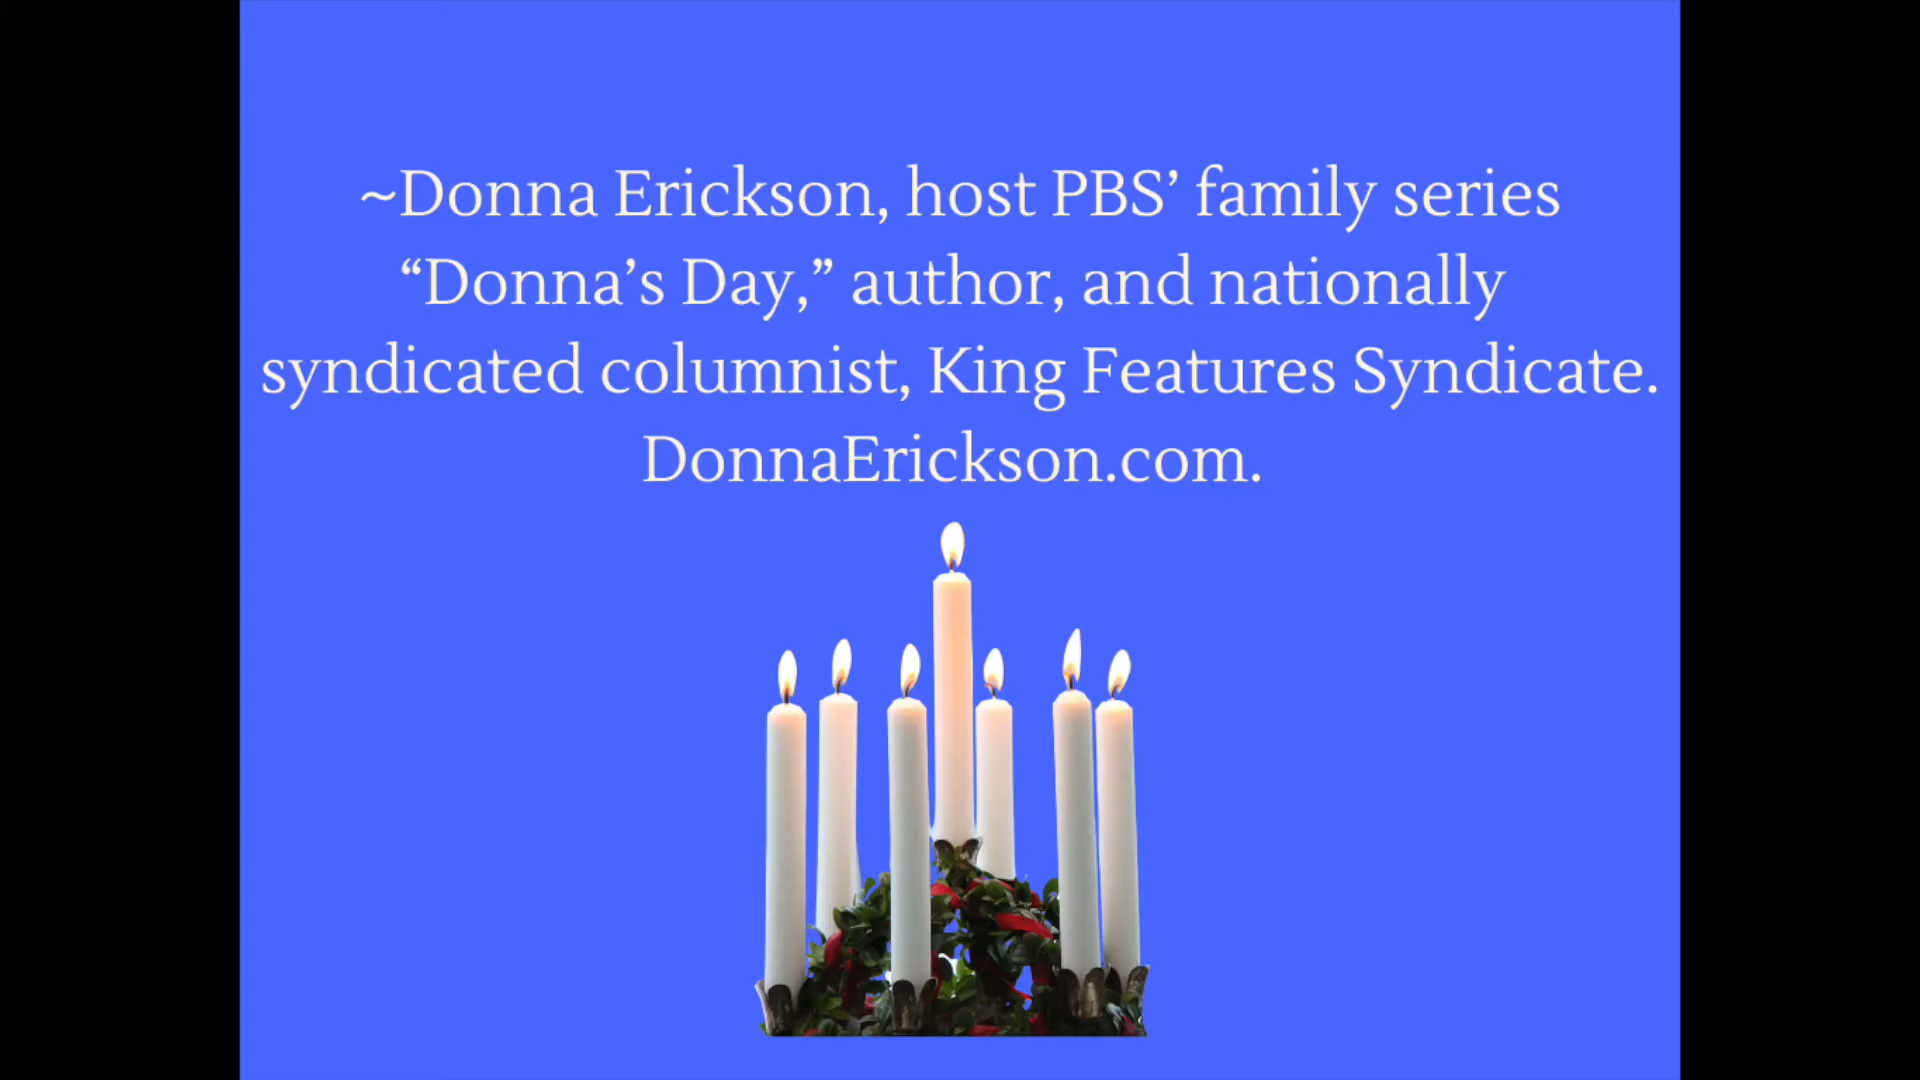 ~Donna Erickson, host PBS’ family series
“Donna’s Day,” author, and nationally
syndicated columnist, King Features Syndicate.
DonnaErickson.com.